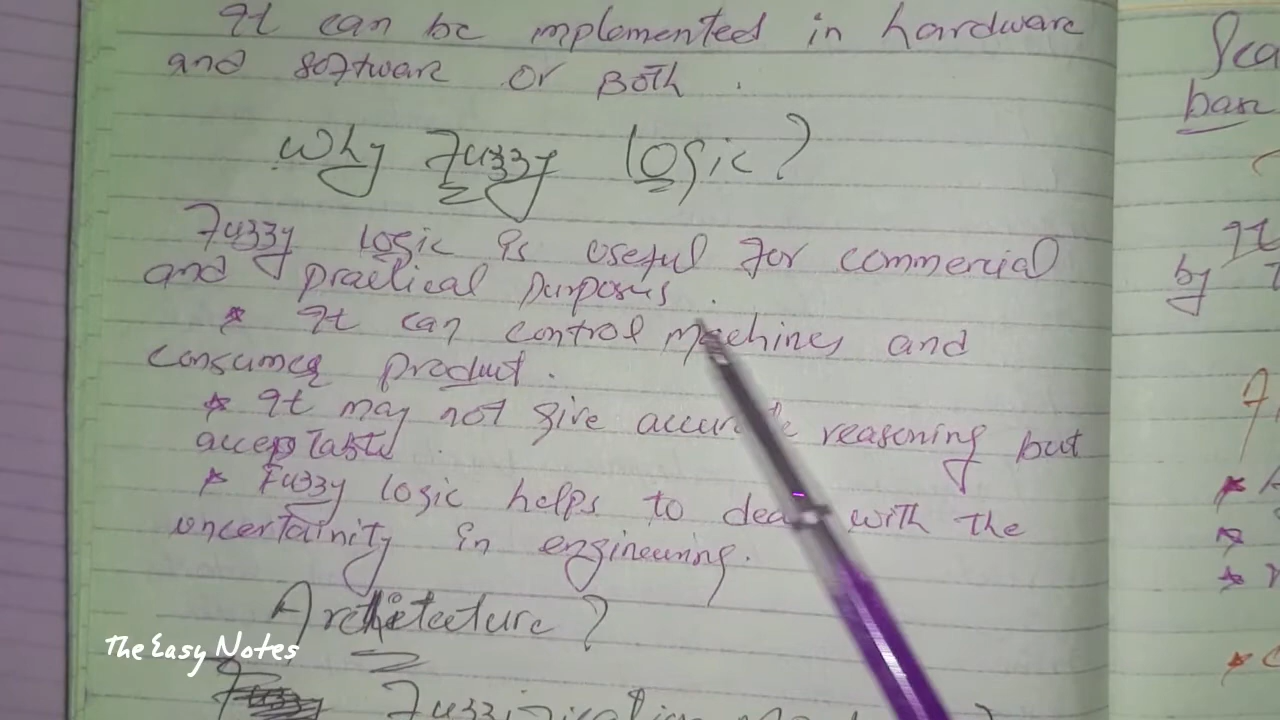 It can be implemented in hardware
and software or Both .
Why Fuzzy logic ?
Fuzzy logic is useful for commercial
and practical purposes .
* It can control machines and
consumer product .
* It may not give accurate reasoning but
acceptable .
* Fuzzy logic helps to deal with the
uncertainity in engineering.
Architecture ?
The Easy Notes
It
by